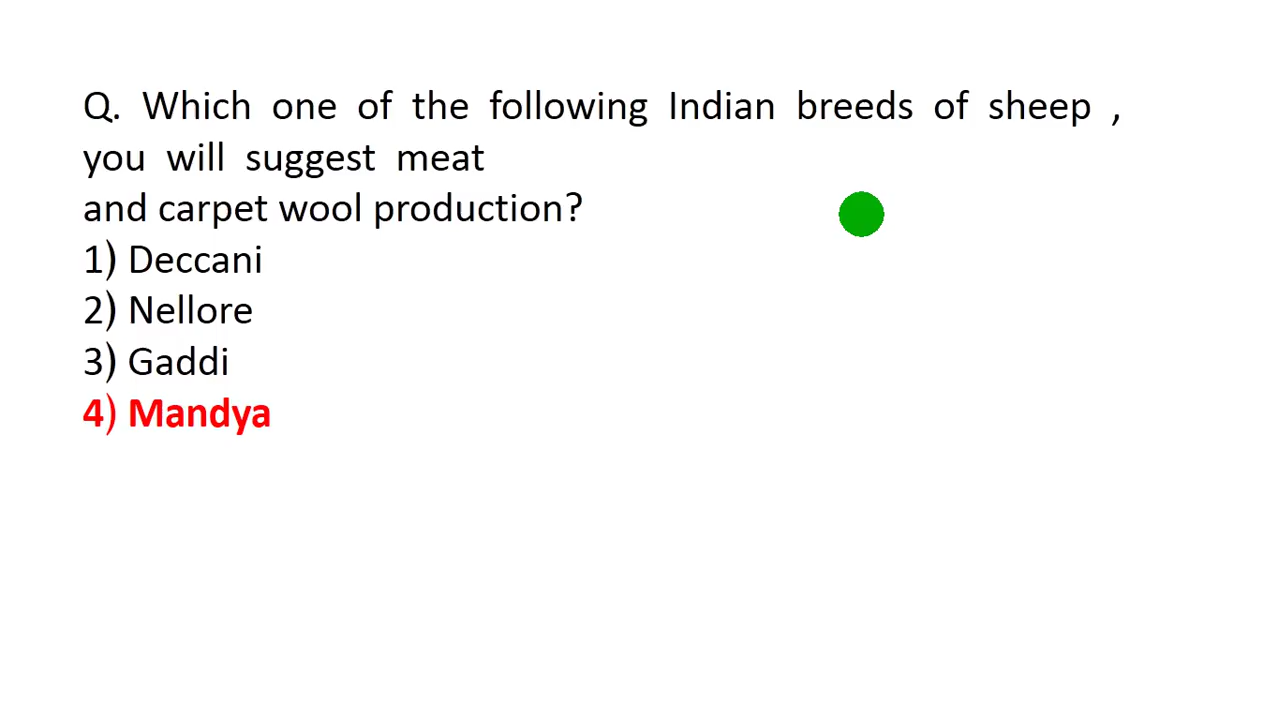 Q. Which one of the following Indian breeds of sheep ,
you will suggest meat
and carpet wool production?
1) Deccani
2) Nellore
3) Gaddi
4) Mandya